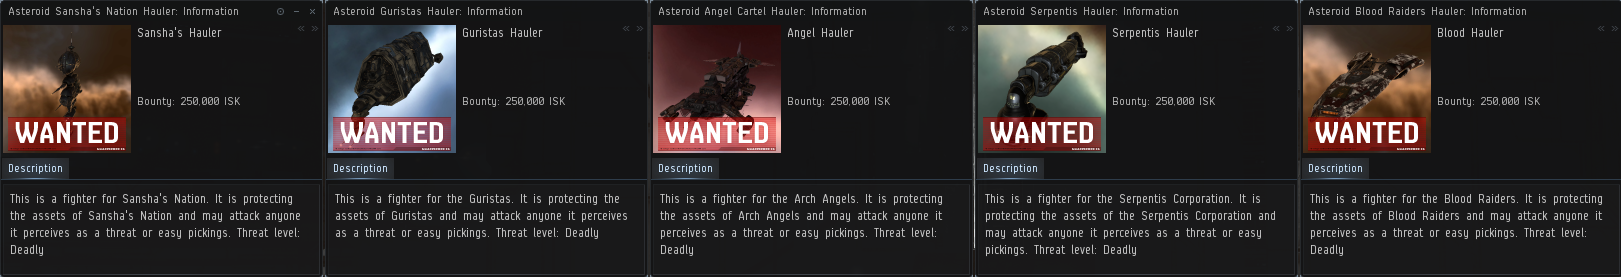 Asteroid Sansha's Nation Hauler: Information
Sansha's Hauler
Bounty: 250,000 ISK
WANTED
Description
This is a fighter for Sansha's Nation. It is protecting
the assets of Sansha's Nation and may attack anyone
it perceives as a threat or easy pickings. Threat level:
Deadly
Asteroid Guristas Hauler: Information
Guristas Hauler
Bounty: 250,000 ISK
WANTED
Description
This is a fighter for the Guristas. It is protecting the
assets of Guristas and may attack anyone it perceives
as a threat or easy pickings. Threat level: Deadly
Asteroid Angel Cartel Hauler: Information
Angel Hauler
Bounty: 250,000 ISK
WANTED
Description
This is a fighter for the Arch Angels. It is protecting
the assets of Arch Angels and may attack anyone it
perceives as a threat or easy pickings. Threat level:
Deadly
Asteroid Serpentis Hauler: Information
Serpentis Hauler
Bounty: 250,000 ISK
WANTED
Description
This is a fighter for the Serpentis Corporation. It is
protecting the assets of the Serpentis Corporation and
may attack anyone it perceives as a threat or easy
pickings. Threat level: Deadly
Asteroid Blood Raiders Hauler: Information
Blood Hauler
Bounty: 250,000 ISK
WANTED
Description
This is a fighter for the Blood Raiders. It is protecting
the assets of Blood Raiders and may attack anyone it
perceives as a threat or easy pickings. Threat level:
Deadly